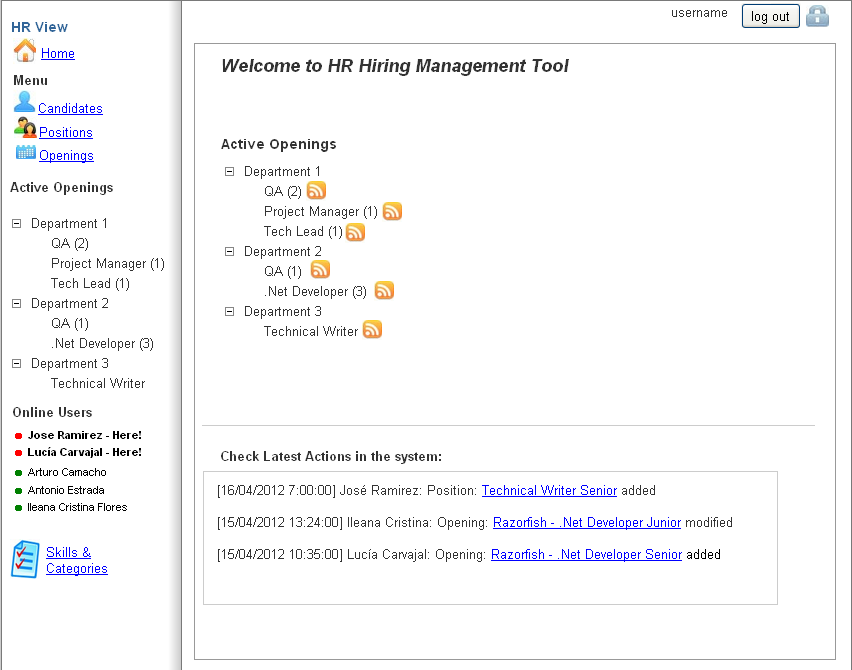 HR View
Home
Menu
Candidates
Positions
Openings
Active Openings
Department 1
QA (2)
Project Manager (1)
Tech Lead (1)
Department 2
QA (1)
.Net Developer (3)
Department 3
Technical Writer
Online Users
Jose Ramirez - Here!
Lucía Carvajal - Here!
Arturo Camacho
Antonio Estrada
Ileana Cristina Flores
Skills &
Categories
username
log out
Welcome to HR Hiring Management Tool
Active Openings
Department 1
QA (2)
Project Manager (1)
Tech Lead (1)
Department 2
QA (1)
.Net Developer (3)
Department 3
Technical Writer
Check Latest Actions in the system:
[16/04/2012 7:00:00] José Ramirez: Position: Technical Writer Senior added
[15/04/2012 13:24:00] Ileana Cristina: Opening: Razorfish - .Net Developer Junior modified
[15/04/2012 10:35:00] Lucía Carvajal: Opening: Razorfish - .Net Developer Senior added